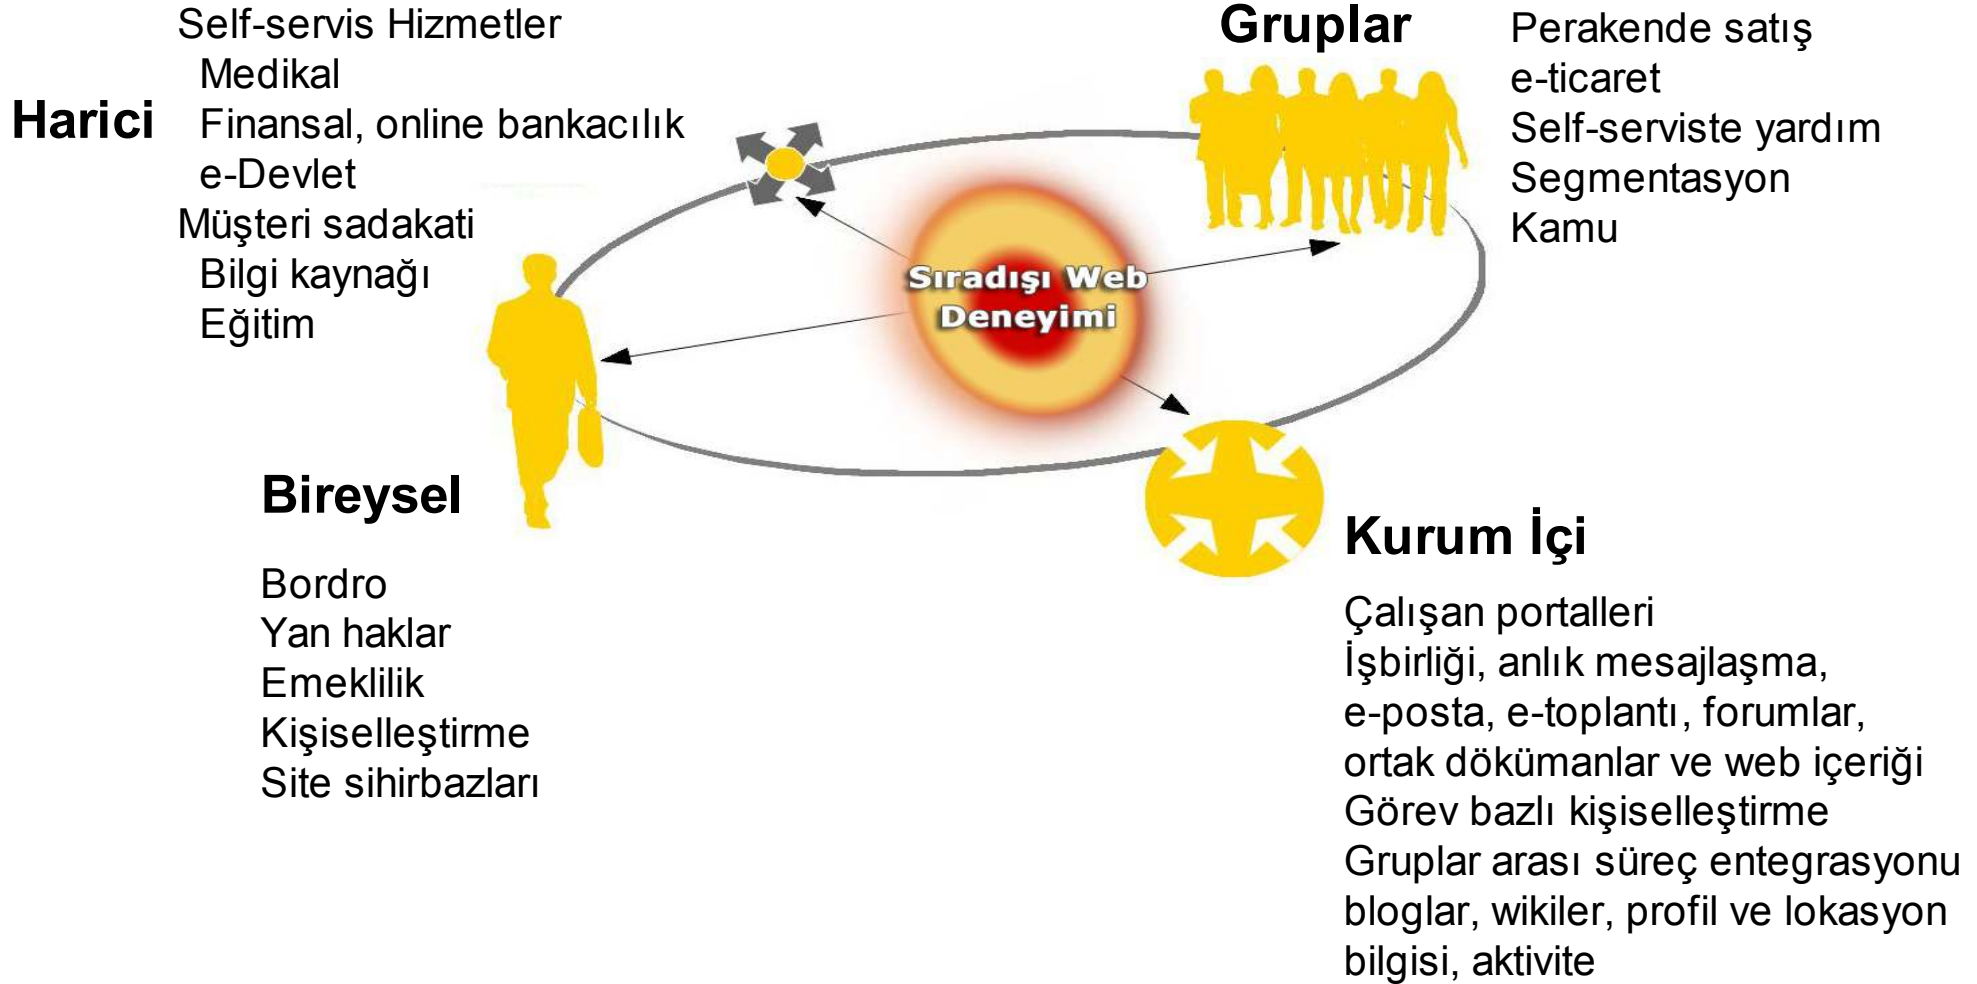 Harici
Self-servis Hizmetler
Medikal
Finansal, online bankacılık
e-Devlet
Müşteri sadakati
Bilgi kaynağı
Eğitim
Gruplar
Perakende satış
e-ticaret
Self-serviste yardım
Segmentasyon
Kamu
Sıradışı Web
Deneyimi
Bireysel
Bordro
Yan haklar
Emeklilik
Kişiselleştirme
Site sihirbazları
Kurum İçi
Çalışan portalleri
İşbirliği, anlık mesajlaşma,
e-posta, e-toplantı, forumlar,
ortak dökümanlar ve web içeriği
Görev bazlı kişiselleştirme
Gruplar arası süreç entegrasyonu
bloglar, wikiler, profil ve lokasyon
bilgisi, aktivite